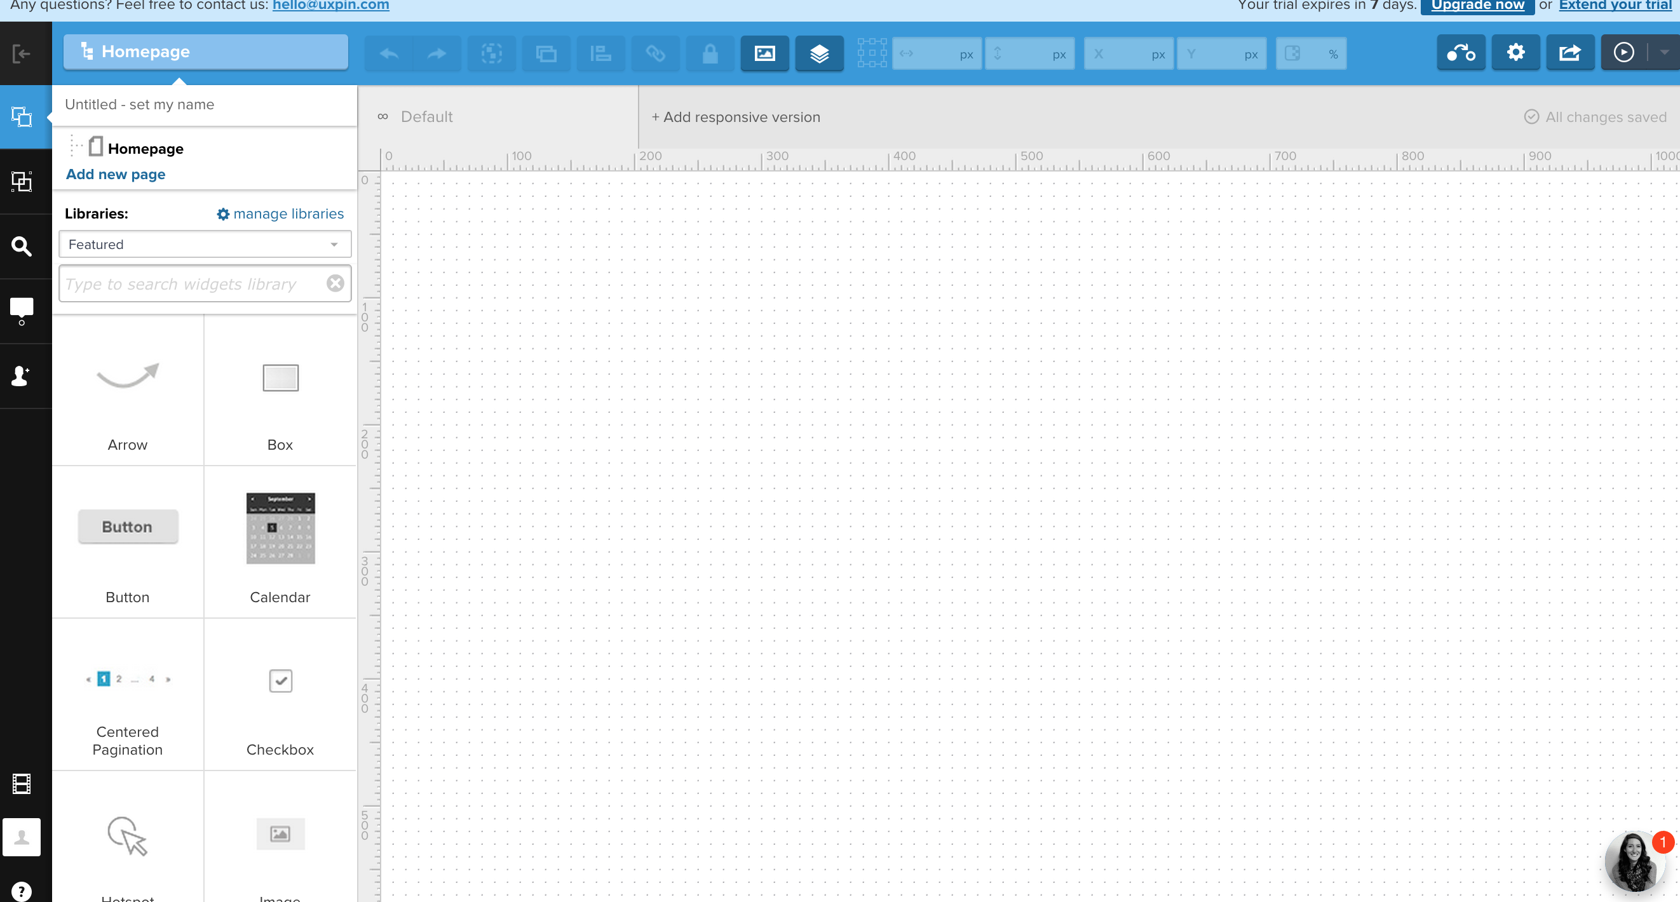 Any questions? Feel free to contact us: hello@uxpin.com
Your trial expires in 7 days. Upgrade now or Extend your trial
Homepage
px
px
X px
Y px
%
Untitled - set my name
∞ Default
+ Add responsive version
All changes saved
Homepage
Add new page
0 100 200 300 400 500 600 700 800 900 1000
0
100
200
300
400
500
Libraries:
manage libraries
Featured
Type to search widgets library
Arrow
Box
Button
September
Button
Calendar
1 2 ... 4
Centered
Pagination
Checkbox
Hotspot
Image
?
1